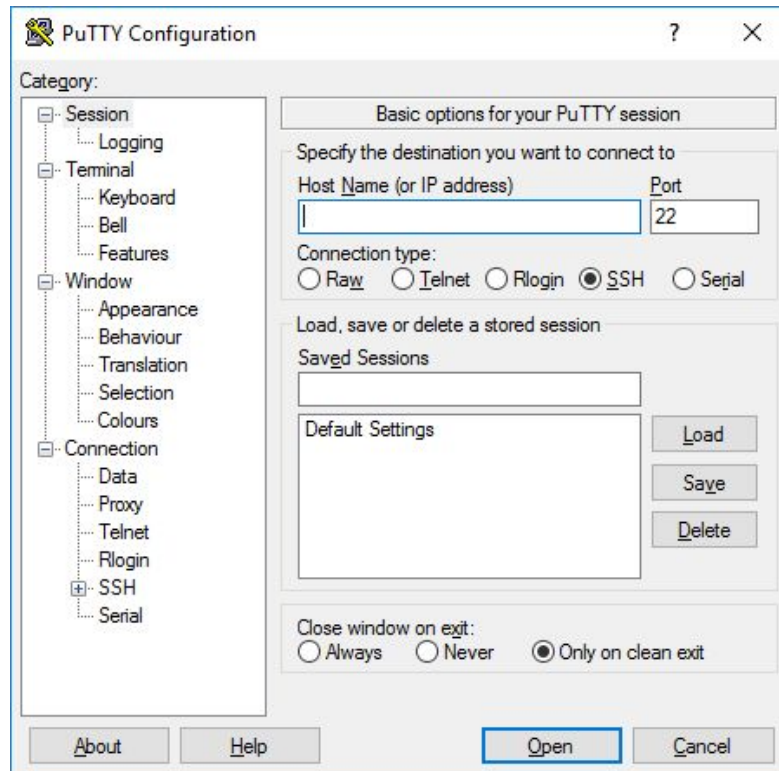 PuTTY Configuration
?
Category:
Session
Logging
Terminal
Keyboard
Bell
Features
Window
Appearance
Behaviour
Translation
Selection
Colours
Connection
Data
Proxy
Telnet
Rlogin
SSH
Serial
Basic options for your PuTTY session
Specify the destination you want to connect to
Host Name (or IP address) Port
22
Connection type:
Raw Telnet Rlogin SSH Serial
Load, save or delete a stored session
Saved Sessions
Default Settings
Load
Save
Delete
Close window on exit:
Always Never Only on clean exit
About Help Open Cancel